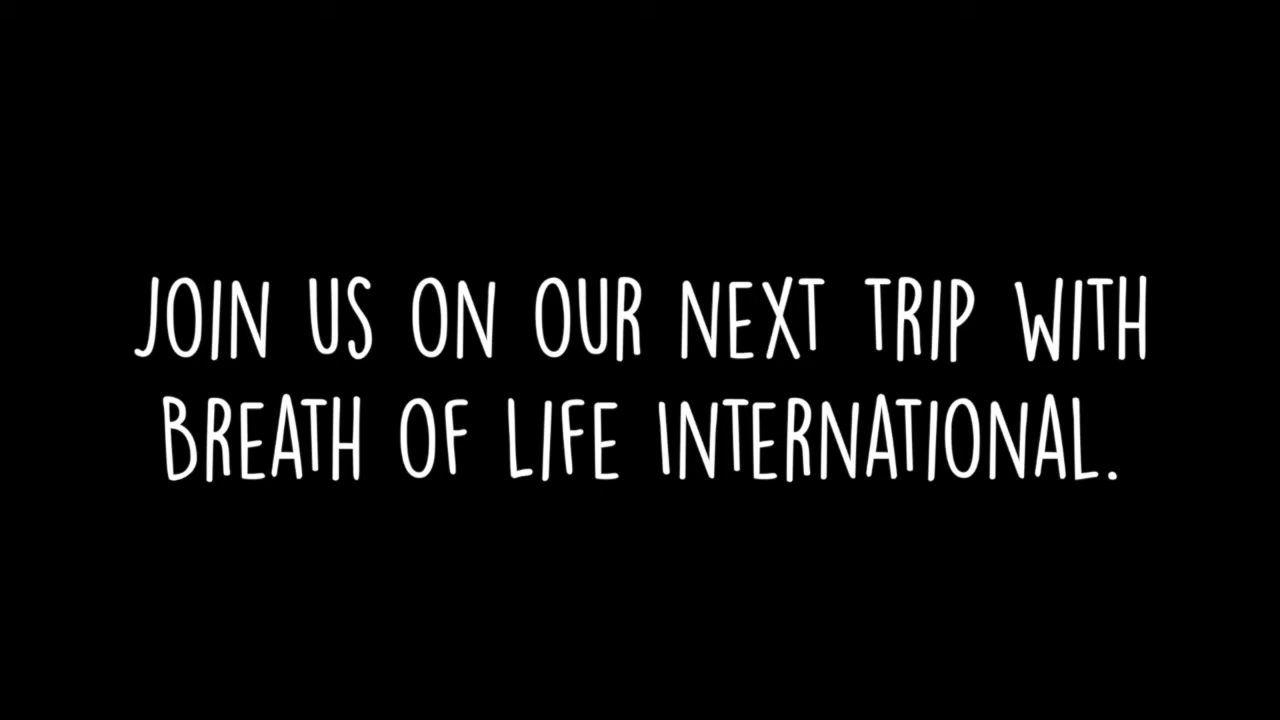 JOIN US ON OUR NEXT TRIP WITH
BREATH OF LIFE INTERNATIONAL.